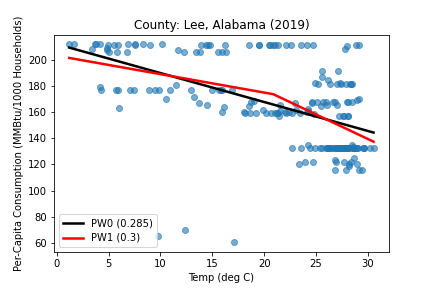 County: Lee, Alabama (2019)
Per-Capita Consumption (MMBtu/1000 Households)
200
180
160
140
120
100
80
60
PW0 (0.285)
PW1 (0.3)
0 5 10 15 20 25 30
Temp (deg C)